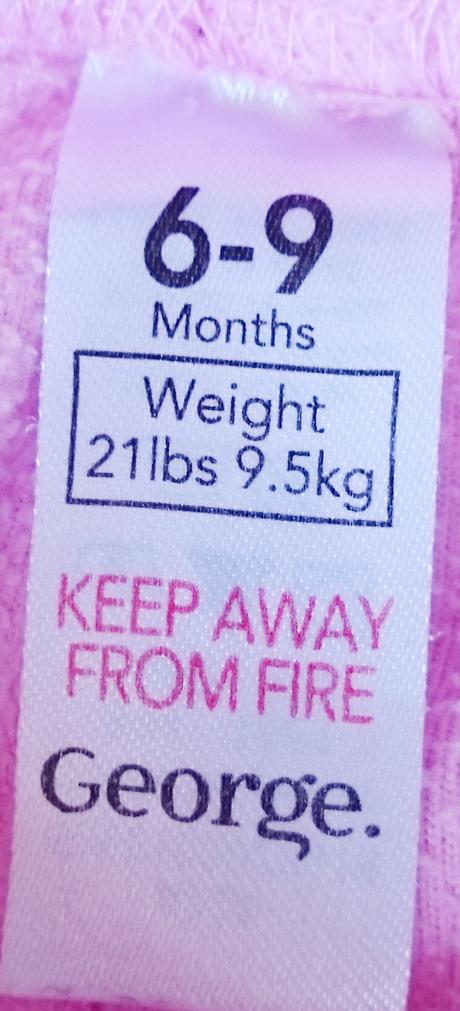 6-9
Months
Weight
21lbs 9.5kg
KEEP AWAY
FROM FIRE
George.